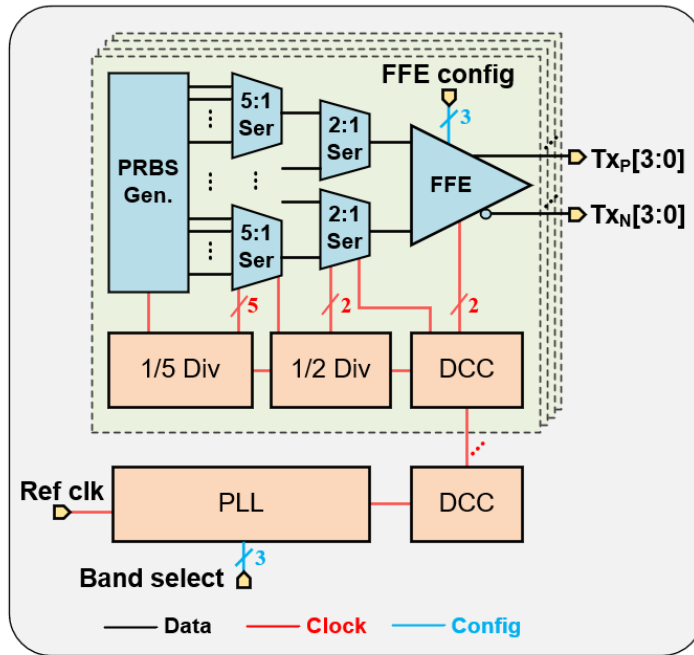 FFE config
3
PRBS
Gen.
5:1
Ser
2:1
Ser
FFE
Tx_P[3:0]
Tx_N[3:0]
5:1
Ser
2:1
Ser
5
2
2
1/5 Div
1/2 Div
DCC
Ref clk
PLL
DCC
3
Band select
Data
Clock
Config